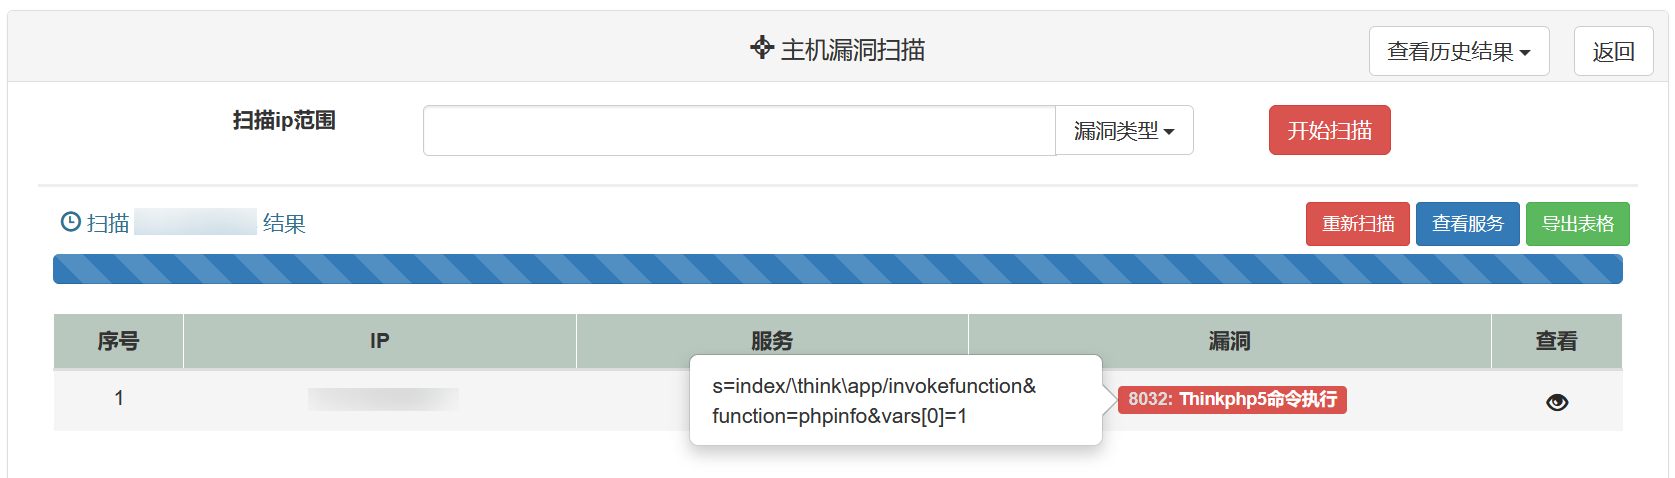 主机漏洞扫描
查看历史结果
返回
扫描ip范围
漏洞类型
开始扫描
扫描 结果
重新扫描
查看服务
导出表格
序号 IP 服务 漏洞 查看
1
s=index/\think\app/invokefunction&
function=phpinfo&vars[0]=1
8032: Thinkphp5命令执行